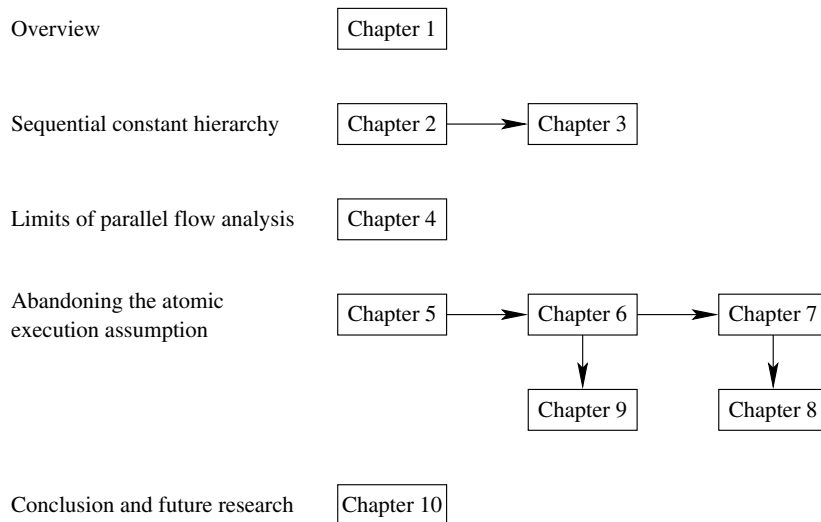 Overview
Chapter 1
Sequential constant hierarchy
Chapter 2
Chapter 3
Limits of parallel flow analysis
Chapter 4
Abandoning the atomic
execution assumption
Chapter 5
Chapter 6
Chapter 7
Chapter 9
Chapter 8
Conclusion and future research
Chapter 10